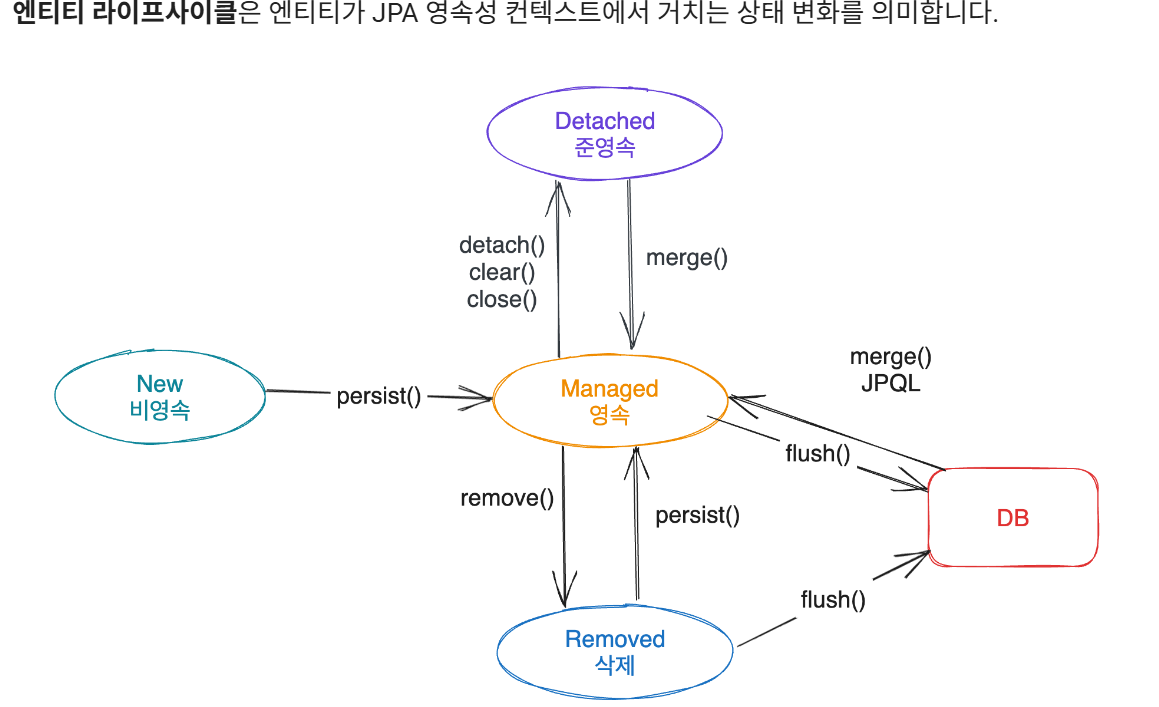 엔티티 라이프사이클은 엔티티가 JPA 영속성 컨텍스트에서 거치는 상태 변화를 의미합니다.
Detached
준영속
detach()
clear()
close()
merge()
New
비영속
persist()
Managed
영속
merge()
JPQL
flush()
remove()
persist()
DB
flush()
Removed
삭제